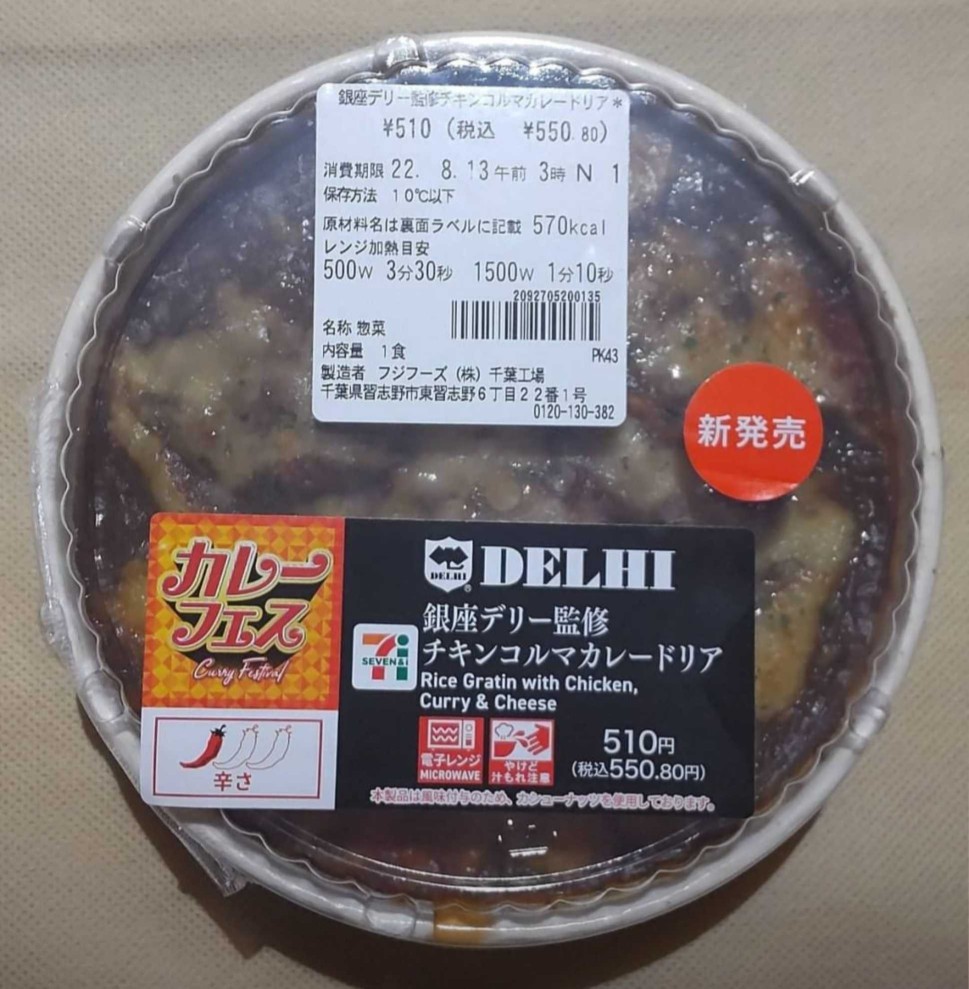 銀座デリー監修チキンコルマカレードリア*
¥510 (税込 ¥550.80)
消費期限 22. 8. 13午前 3時 N 1
保存方法 10℃以下
原材料名は裏面ラベルに記載 570kcal
レンジ加熱目安
500W 3分30秒 1500W 1分10秒
2092705200135
名称 惣菜
内容量 1食 PK43
製造者 フジフーズ (株) 千葉工場
千葉県習志野市東習志野6丁目22番1号
0120-130-382
新発売
カレー
フェス
Curry Festival
辛さ
DELHI
DELHI
銀座デリー監修
チキンコルマカレードリア
SEVEN&i
Rice Gratin with Chicken,
Curry & Cheese
電子レンジ
MICROWAVE
やけど
汁もれ注意
510円
(税込550.80円)
本製品は風味付与のため、カシューナッツを使用しております。